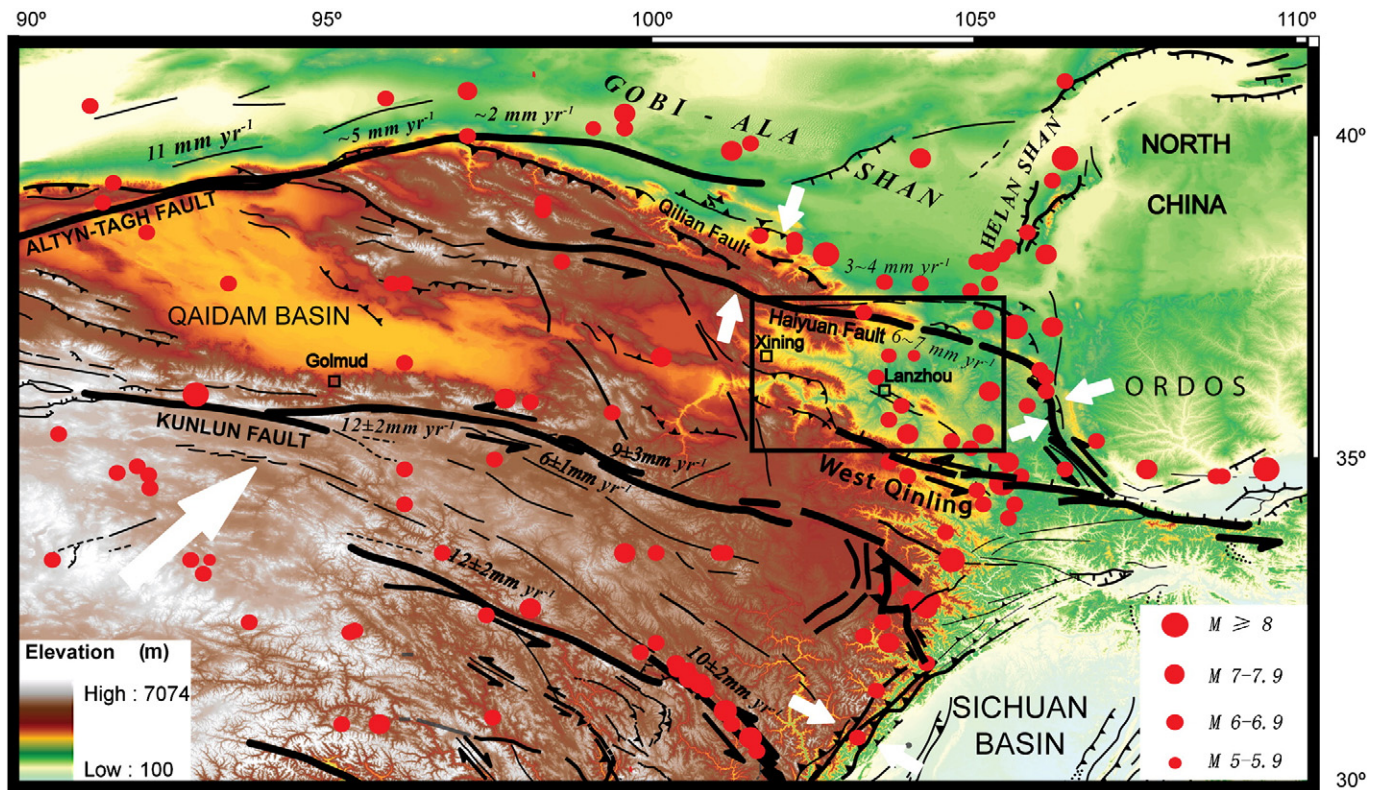 90º 95º 100º 105º 110º
GOBI - ALA
SHAN
~2 mm yr⁻¹
~5 mm yr⁻¹
11 mm yr⁻¹
HELAN SHAN
NORTH
CHINA
40º
ALTYN-TAGH FAULT
Qilian Fault
3~4 mm yr⁻¹
QAIDAM BASIN
Haiyuan Fault
6~7 mm yr⁻¹
Xining
Golmud
Lanzhou
ORDOS
KUNLUN FAULT
12±2mm yr⁻¹
9±3mm yr⁻¹
6±1mm yr⁻¹
West Qinling
35º
12±2mm yr⁻¹
10±2mm yr⁻¹
Elevation (m)
High : 7074
Low : 100
SICHUAN
BASIN
M ≥ 8
M 7-7.9
M 6-6.9
M 5-5.9
30º